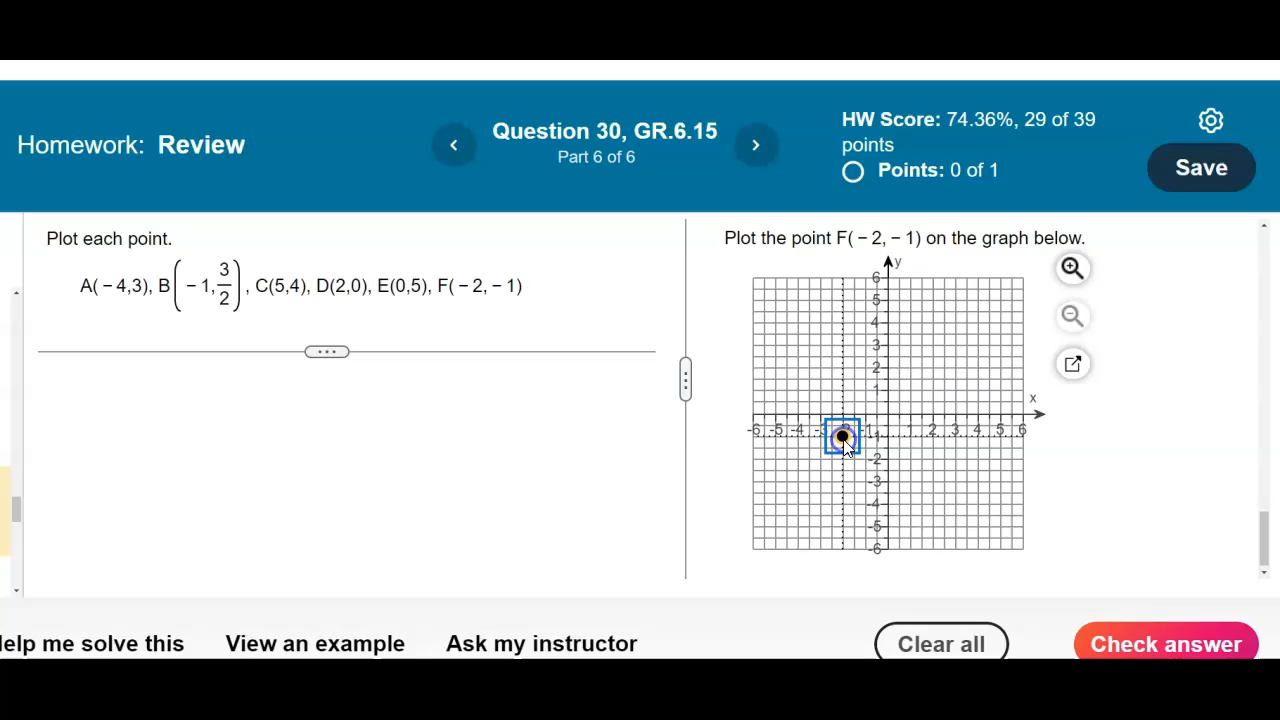 Homework: Review
Question 30, GR.6.15
Part 6 of 6
HW Score: 74.36%, 29 of 39
points
Points: 0 of 1
Save
Plot each point.
A( − 4,3), B( − 1, 3/2 ), C(5,4), D(2,0), E(0,5), F( − 2, − 1)
Plot the point F( − 2, − 1) on the graph below.
y
6
5
4
3
2
1
x
-6 -5 -4 -3 -2 -1 1 2 3 4 5 6
-1
-2
-3
-4
-5
-6
elp me solve this
View an example
Ask my instructor
Clear all
Check answer